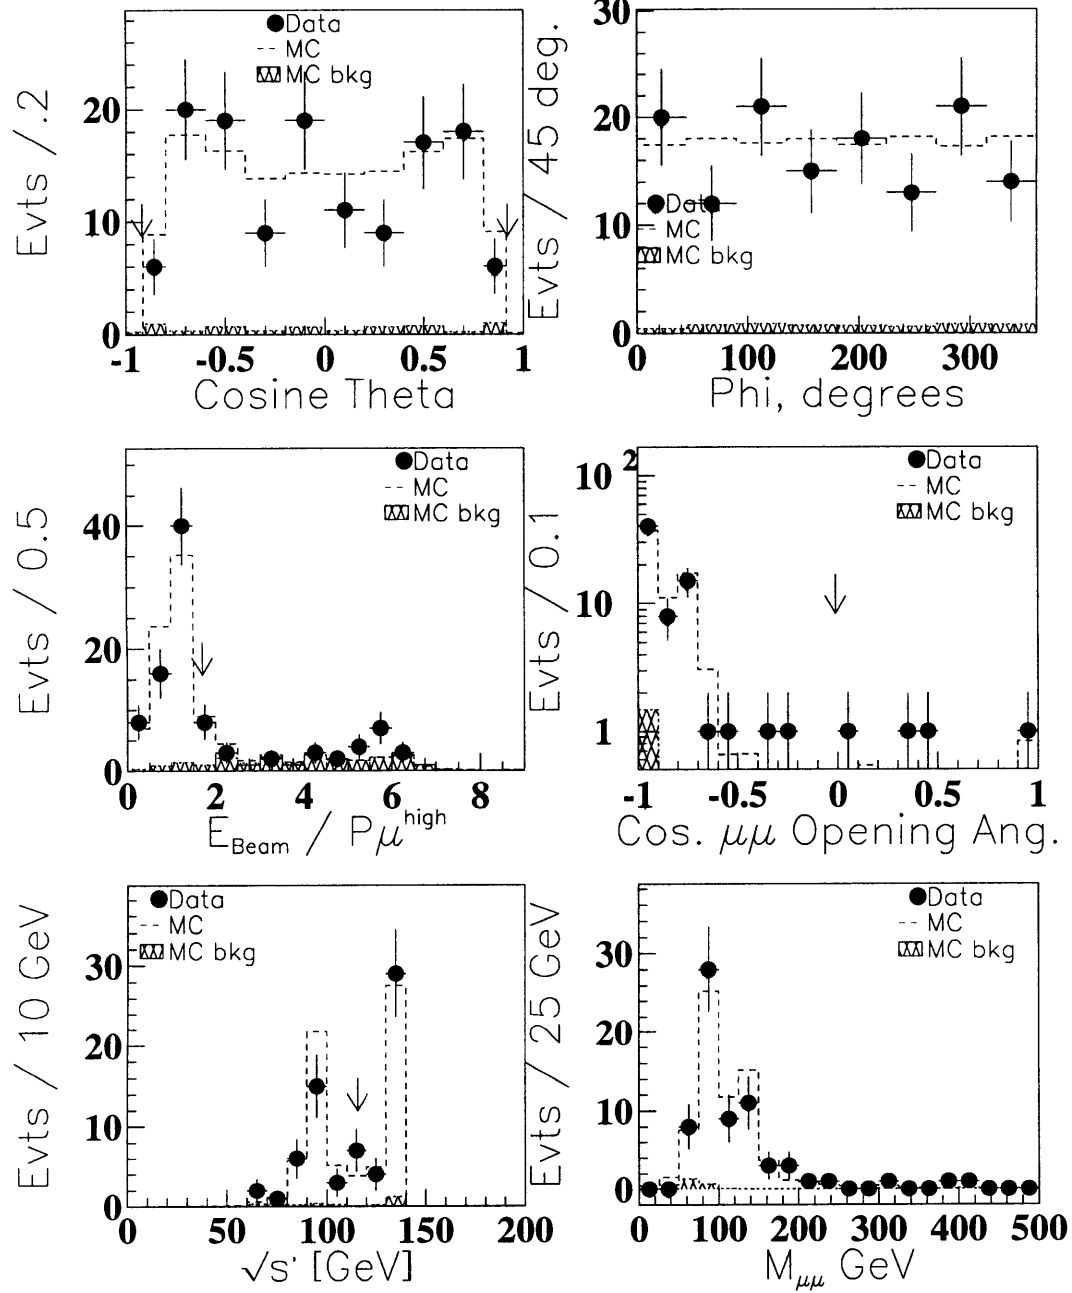 Data
MC
MC bkg
Evts / .2
20
10
0
-1
-0.5
0
0.5
1
Cosine Theta
Evts / 45 deg.
30
20
10
0
Data
MC
MC bkg
0
100
200
300
Phi, degrees
Evts / 0.5
40
20
0
Data
MC
MC bkg
0
2
4
6
8
E_Beam / Pμ^high
Evts / 0.1
10^2
10
1
Data
MC
MC bkg
-1
-0.5
0
0.5
1
Cos. μμ Opening Ang.
Evts / 10 GeV
30
20
10
0
Data
MC
MC bkg
0
50
100
150
200
√s' [GeV]
Evts / 25 GeV
30
20
10
0
Data
MC
MC bkg
0
100
200
300
400
500
M_μμ GeV